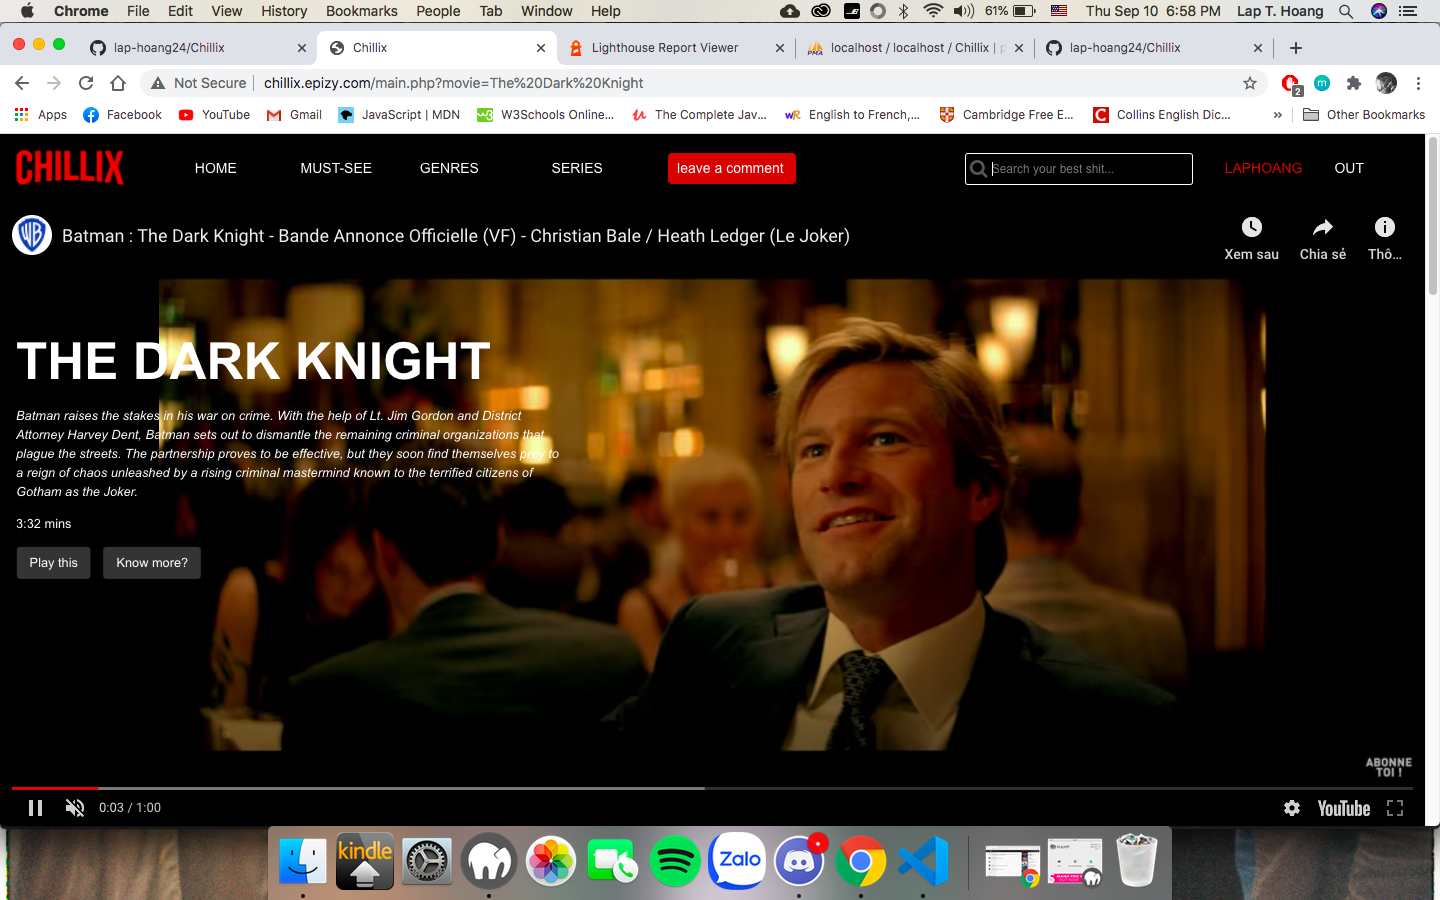 Chrome File Edit View History Bookmarks People Tab Window Help 61% Thu Sep 10 6:58 PM Lap T. Hoang
lap-hoang24/Chillix Chillix Lighthouse Report Viewer localhost / localhost / Chillix | p lap-hoang24/Chillix
Not Secure chillix.epizy.com/main.php?movie=The%20Dark%20Knight 2 m
Apps Facebook YouTube Gmail JavaScript | MDN W3Schools Online... The Complete Jav... English to French,... Cambridge Free E... Collins English Dic... » Other Bookmarks
CHILLIX HOME MUST-SEE GENRES SERIES leave a comment Search your best shit... LAPHOANG OUT
Batman : The Dark Knight - Bande Annonce Officielle (VF) - Christian Bale / Heath Ledger (Le Joker)
Xem sau Chia sẻ Thô...
THE DARK KNIGHT
Batman raises the stakes in his war on crime. With the help of Lt. Jim Gordon and District
Attorney Harvey Dent, Batman sets out to dismantle the remaining criminal organizations that
plague the streets. The partnership proves to be effective, but they soon find themselves prey to
a reign of chaos unleashed by a rising criminal mastermind known to the terrified citizens of
Gotham as the Joker.
3:32 mins
Play this Know more?
ABONNE
TOI !
0:03 / 1:00 YouTube
kindle Zalo